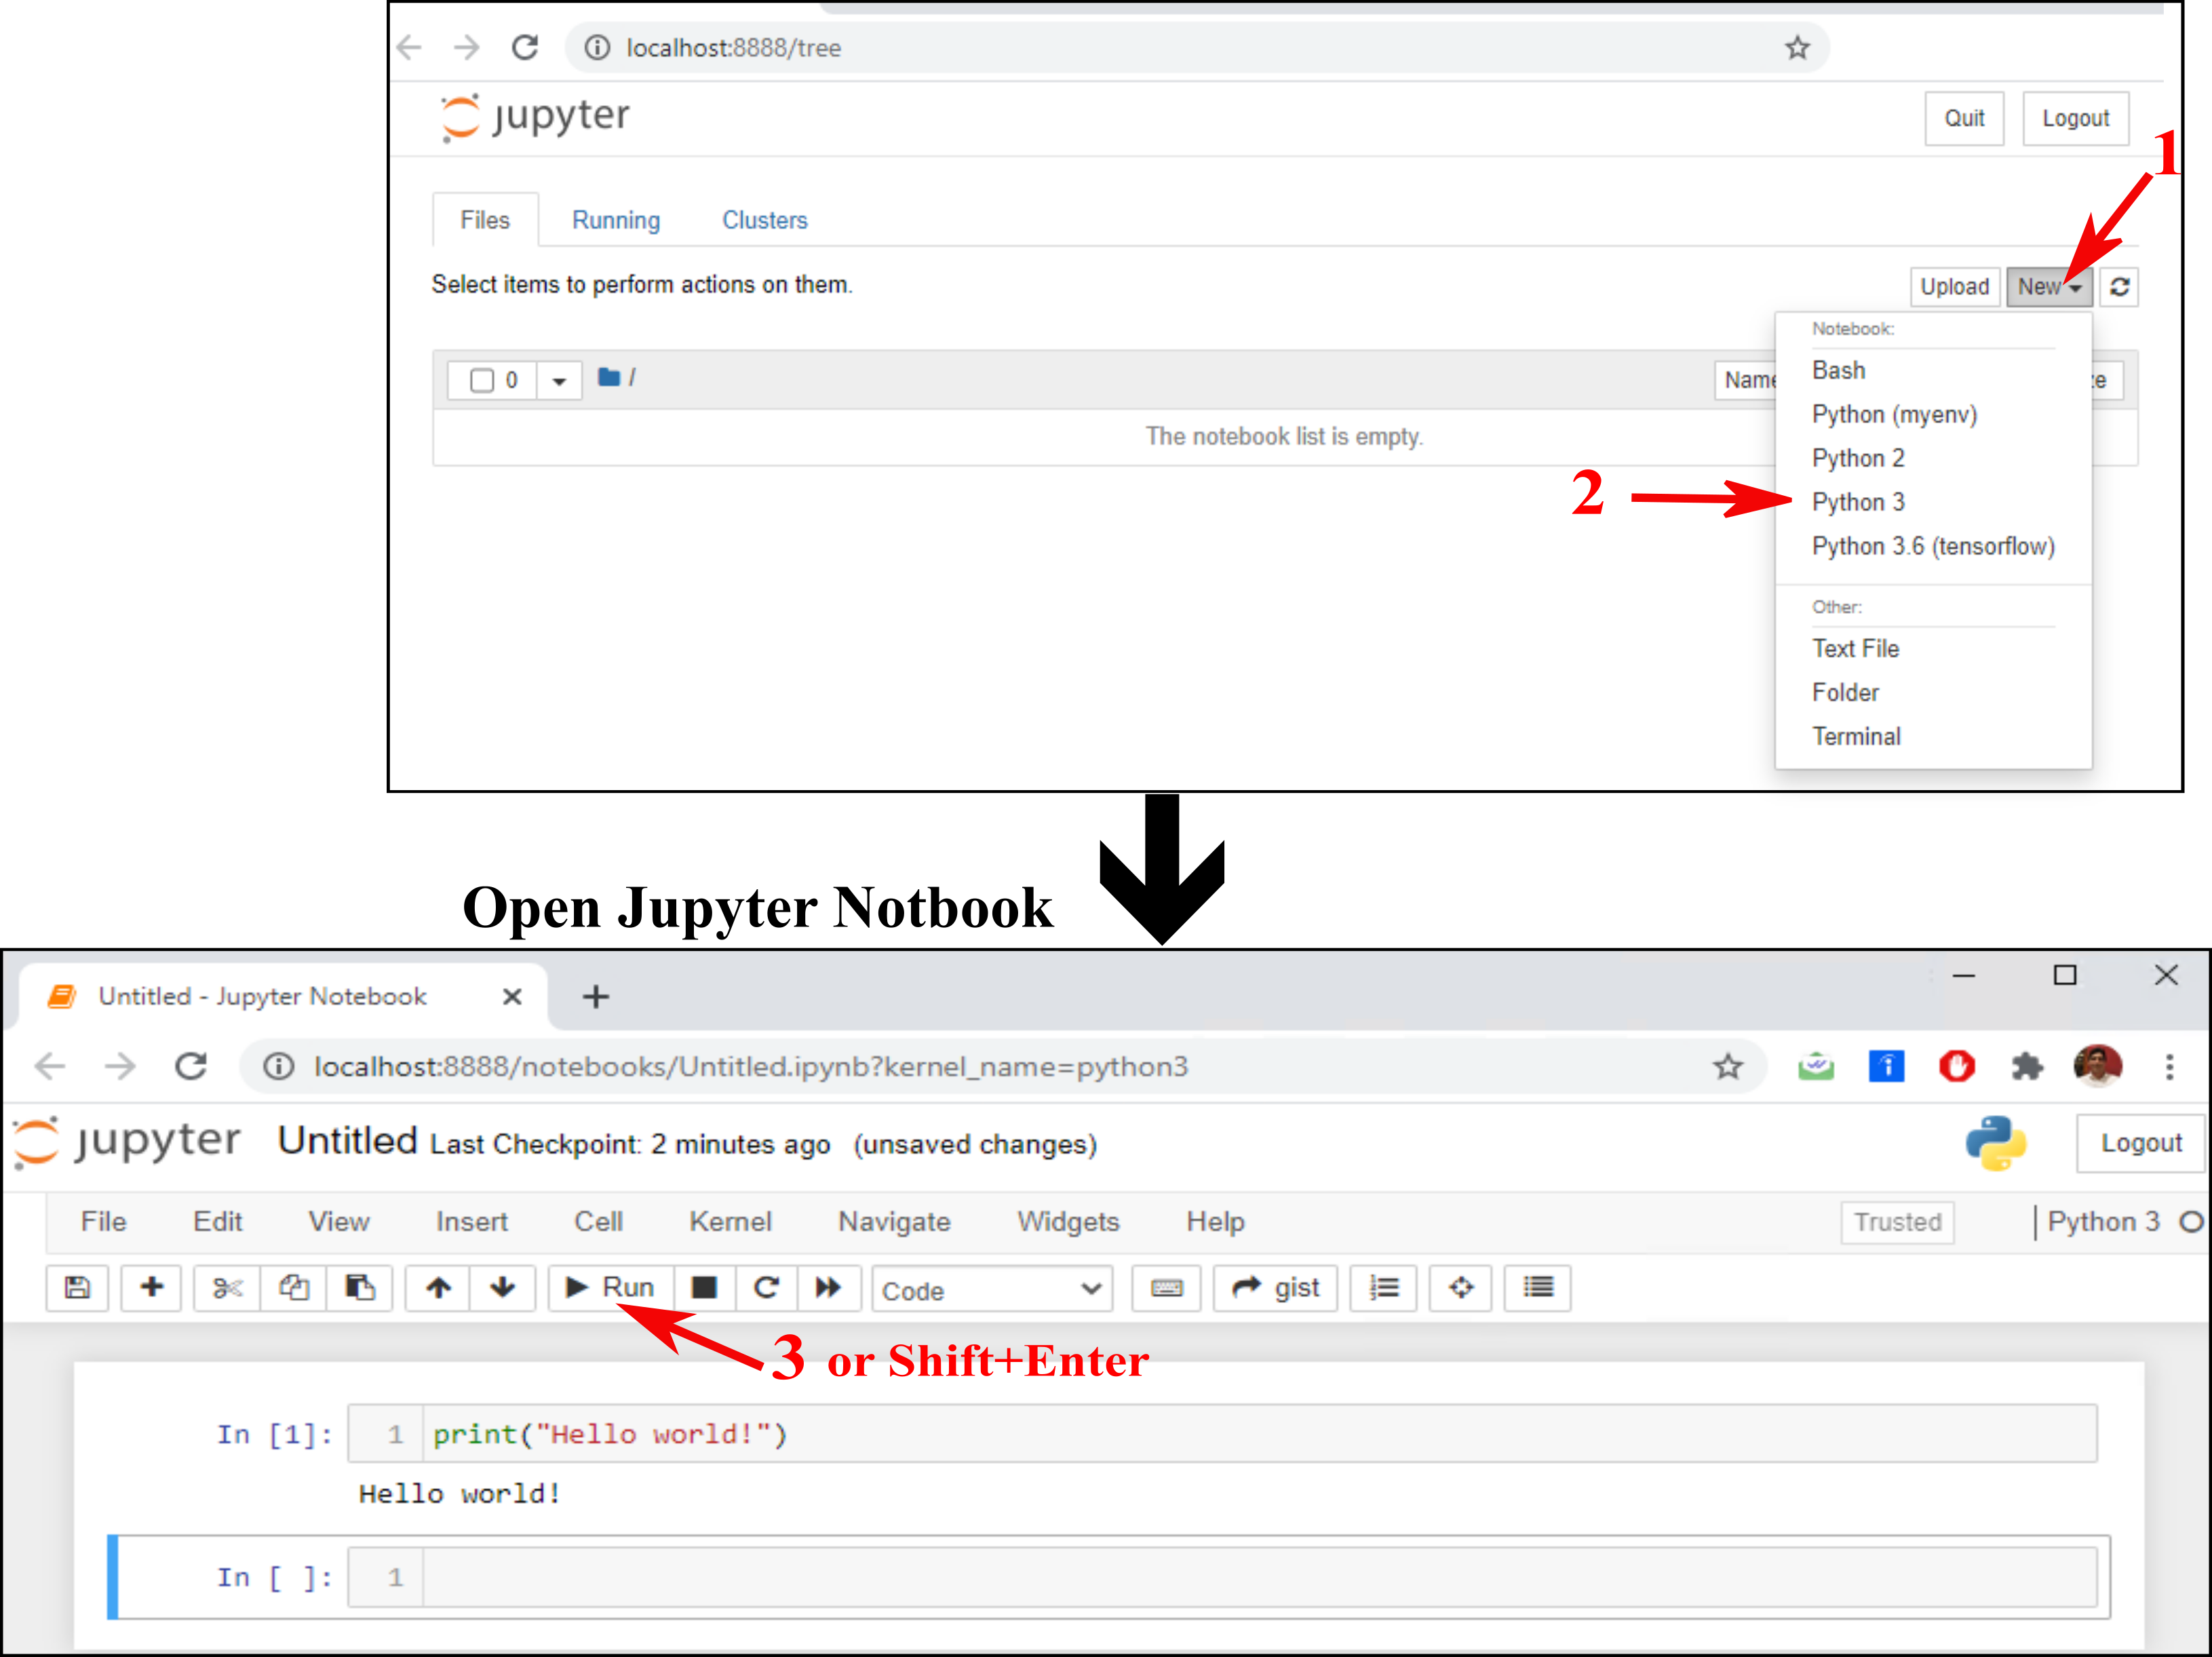 localhost:8888/tree
jupyter
Quit
Logout
1
Files
Running
Clusters
Select items to perform actions on them.
Upload
New
0
/
Name
The notebook list is empty.
Notebook:
Bash
Python (myenv)
Python 2
2
Python 3
Python 3.6 (tensorflow)
Other:
Text File
Folder
Terminal
Open Jupyter Notbook
Untitled - Jupyter Notebook
localhost:8888/notebooks/Untitled.ipynb?kernel_name=python3
jupyter Untitled Last Checkpoint: 2 minutes ago (unsaved changes)
Logout
File Edit View Insert Cell Kernel Navigate Widgets Help
Trusted
Python 3
Run
Code
gist
3 or Shift+Enter
In [1]: 1 print("Hello world!")
Hello world!
In [ ]: 1